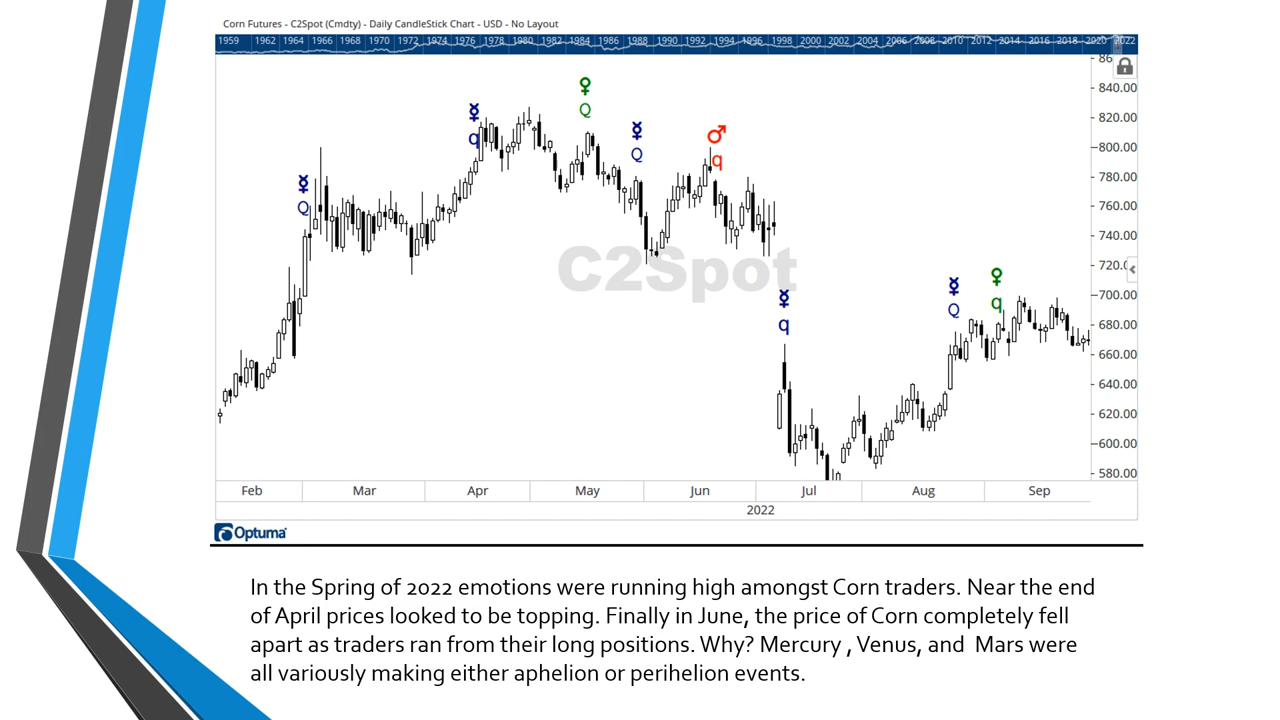 Corn Futures - C2Spot (Cmdty) - Daily CandleStick Chart - USD - No Layout
1959 1962 1964 1966 1968 1970 1972 1974 1976 1978 1980 1982 1984 1986 1988 1990 1992 1994 1996 1998 2000 2002 2004 2006 2008 2010 2012 2014 2016 2018 2020 2022
86
840.00
820.00
800.00
780.00
760.00
740.00
720.0
700.00
680.00
660.00
640.00
620.00
600.00
580.00
☿ ♀ ☿ ♂
q Q Q q
☿
Q
C2Spot
☿ ☿ ♀
q Q q
Feb Mar Apr May Jun Jul Aug Sep
2022
Optuma
In the Spring of 2022 emotions were running high amongst Corn traders. Near the end
of April prices looked to be topping. Finally in June, the price of Corn completely fell
apart as traders ran from their long positions. Why? Mercury , Venus, and  Mars were
all variously making either aphelion or perihelion events.